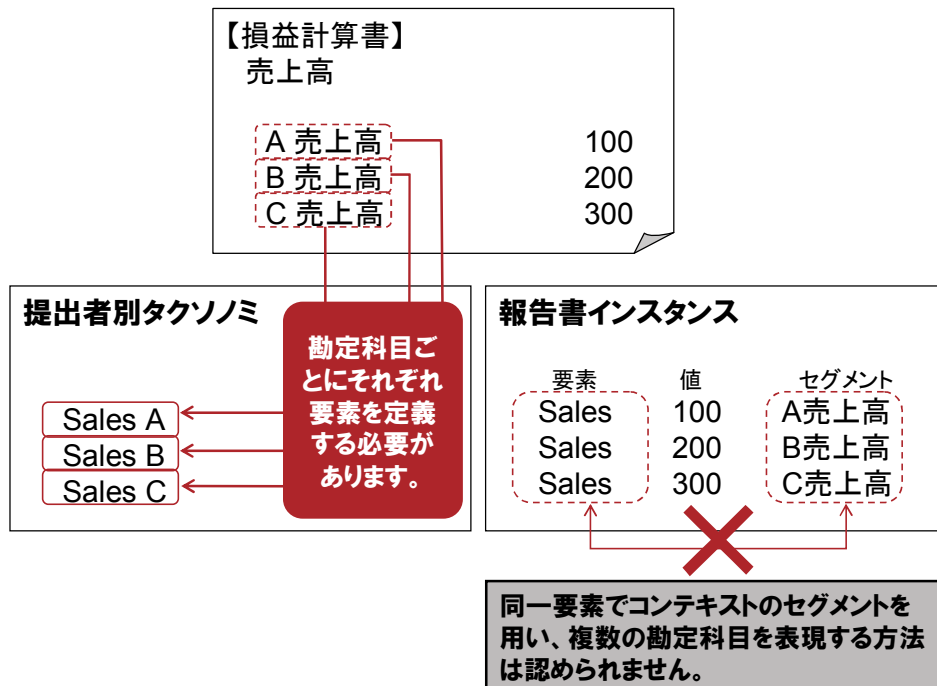 【損益計算書】
売上高
A 売上高 100
B 売上高 200
C 売上高 300
提出者別タクソノミ
勘定科目ご
とにそれぞれ
要素を定義
する必要が
あります。
Sales A
Sales B
Sales C
報告書インスタンス
要素 値 セグメント
Sales 100 A売上高
Sales 200 B売上高
Sales 300 C売上高
同一要素でコンテキストのセグメントを
用い、複数の勘定科目を表現する方法
は認められません。